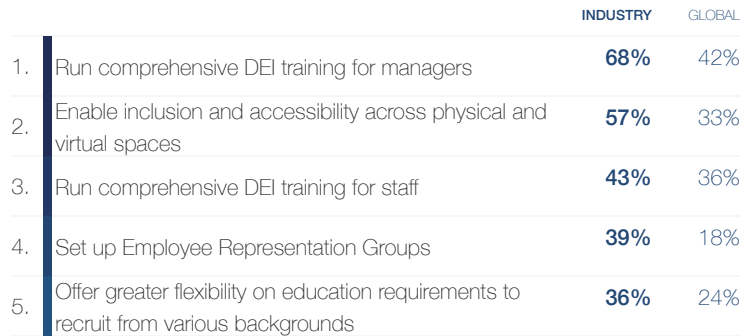 INDUSTRY GLOBAL
1. Run comprehensive DEI training for managers 68% 42%
2. Enable inclusion and accessibility across physical and virtual spaces 57% 33%
3. Run comprehensive DEI training for staff 43% 36%
4. Set up Employee Representation Groups 39% 18%
5. Offer greater flexibility on education requirements to recruit from various backgrounds 36% 24%